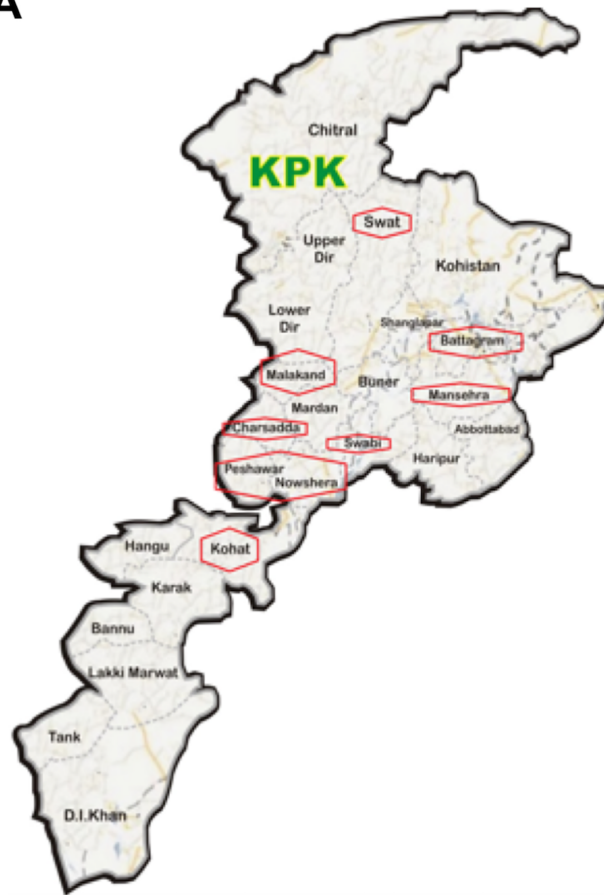 A
Chitral
KPK
Swat
Upper
Dir
Kohistan
Lower
Dir
Shanglapar
Battagram
Malakand
Buner
Mansehra
Mardan
Charsadda
Abbottabad
Swabi
Haripur
Peshawar
Nowshera
Hangu
Kohat
Karak
Bannu
Lakki Marwat
Tank
D.I.Khan